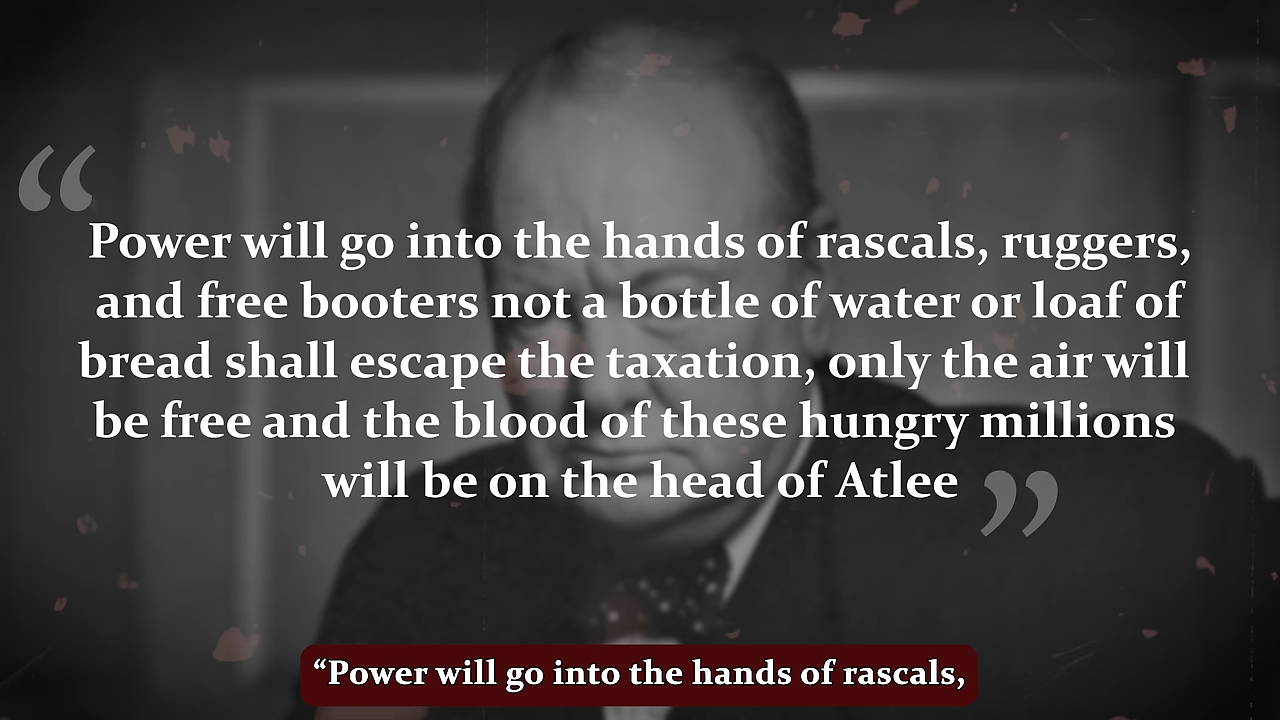 “
Power will go into the hands of rascals, ruggers,
and free booters not a bottle of water or loaf of
bread shall escape the taxation, only the air will
be free and the blood of these hungry millions
will be on the head of Atlee ”
“Power will go into the hands of rascals,